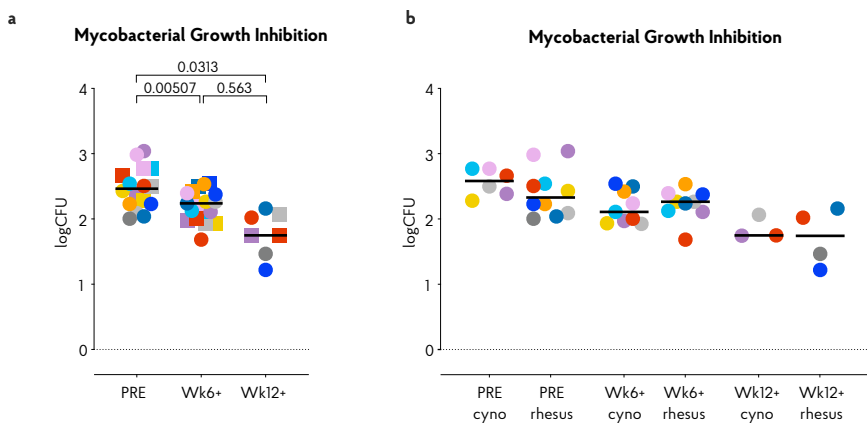 a
Mycobacterial Growth Inhibition
0.0313
0.00507
0.563
4
3
2
1
0
logCFU
PRE
Wk6+
Wk12+
b
Mycobacterial Growth Inhibition
4
3
2
1
0
logCFU
PRE
cyno
PRE
rhesus
Wk6+
cyno
Wk6+
rhesus
Wk12+
cyno
Wk12+
rhesus